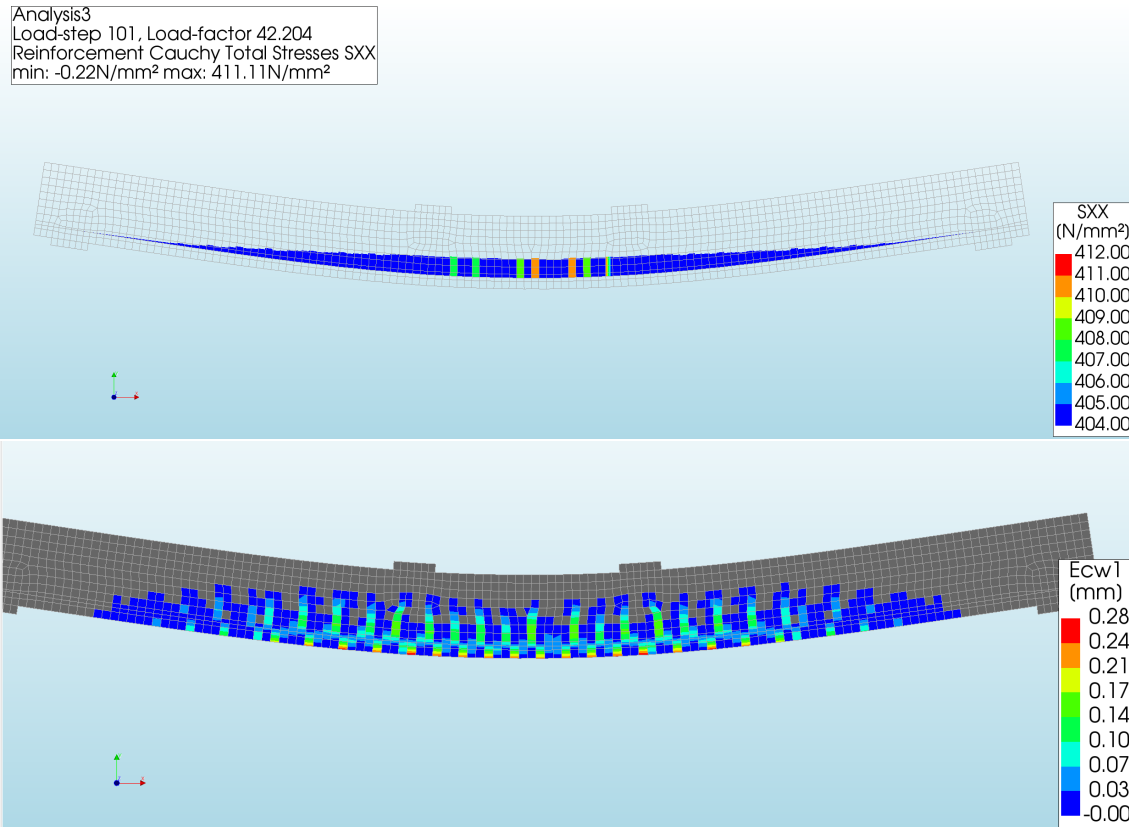 Analysis3
Load-step 101, Load-factor 42.204
Reinforcement Cauchy Total Stresses SXX
min: -0.22N/mm² max: 411.11N/mm²
SXX
(N/mm²)
412.00
411.00
410.00
409.00
408.00
407.00
406.00
405.00
404.00
Ecw1
(mm)
0.28
0.24
0.21
0.17
0.14
0.10
0.07
0.03
-0.00